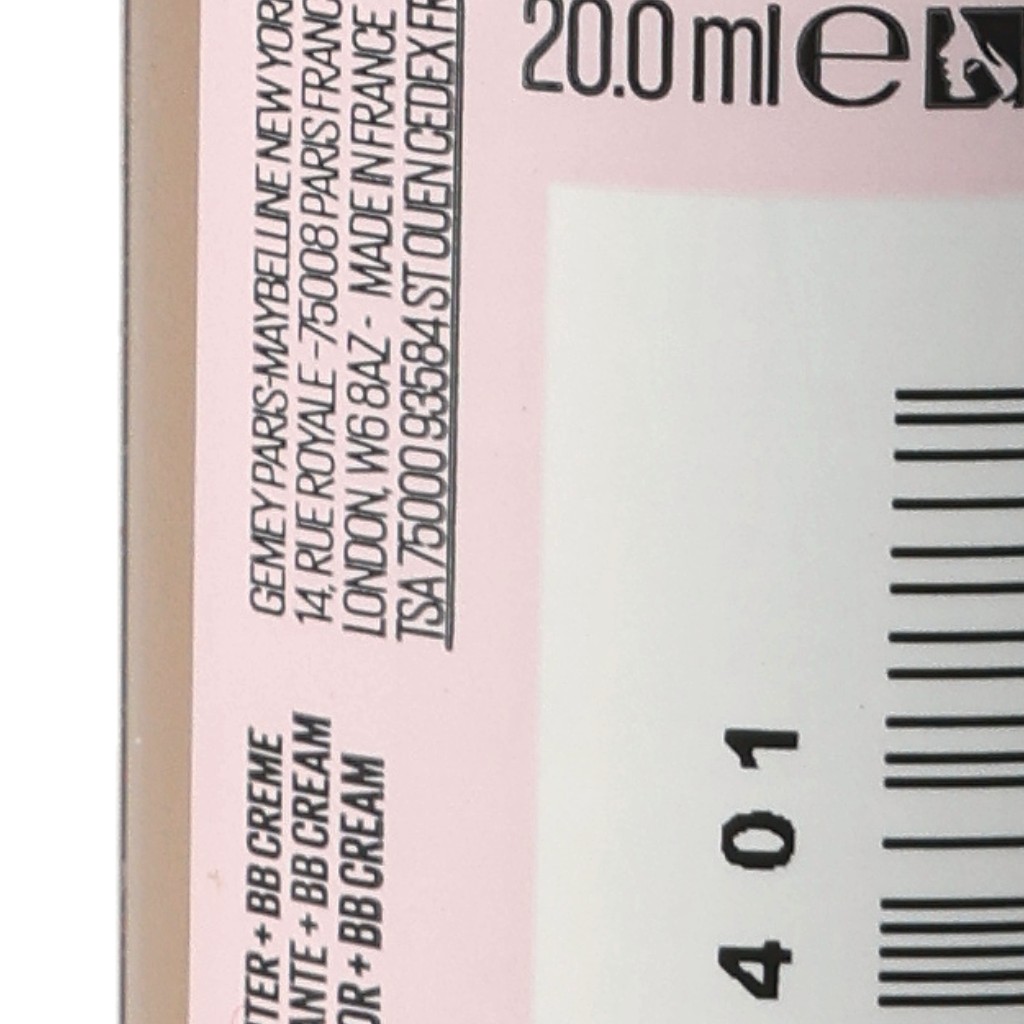 20.0 ml e
GEMEY PARIS-MAYBELLINE NEW YORK
14, RUE ROYALE - 75008 PARIS FRANC
LONDON, W6 8AZ - MADE IN FRANCE
TSA 75000 93584 ST OUEN CEDEX FR
TER + BB CREME
ANTE + BB CREAM
OR + BB CREAM
4 0 1